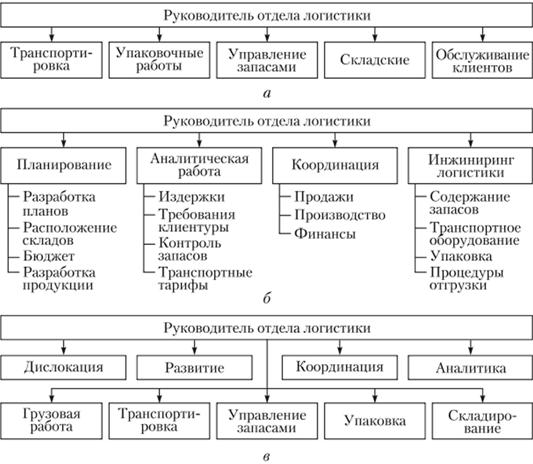 Руководитель отдела логистики
Транспорти-
ровка
Упаковочные
работы
Управление
запасами
Складские
Обслуживание
клиентов
а
Руководитель отдела логистики
Планирование
Разработка
планов
Расположение
складов
Бюджет
Разработка
продукции
Аналитическая
работа
Издержки
Требования
клиентуры
Контроль
запасов
Транспортные
тарифы
Координация
Продажи
Производство
Финансы
Инжиниринг
логистики
Содержание
запасов
Транспортное
оборудование
Упаковка
Процедуры
отгрузки
б
Руководитель отдела логистики
Дислокация
Развитие
Координация
Аналитика
Грузовая
работа
Транспорти-
ровка
Управление
запасами
Упаковка
Складиро-
вание
в